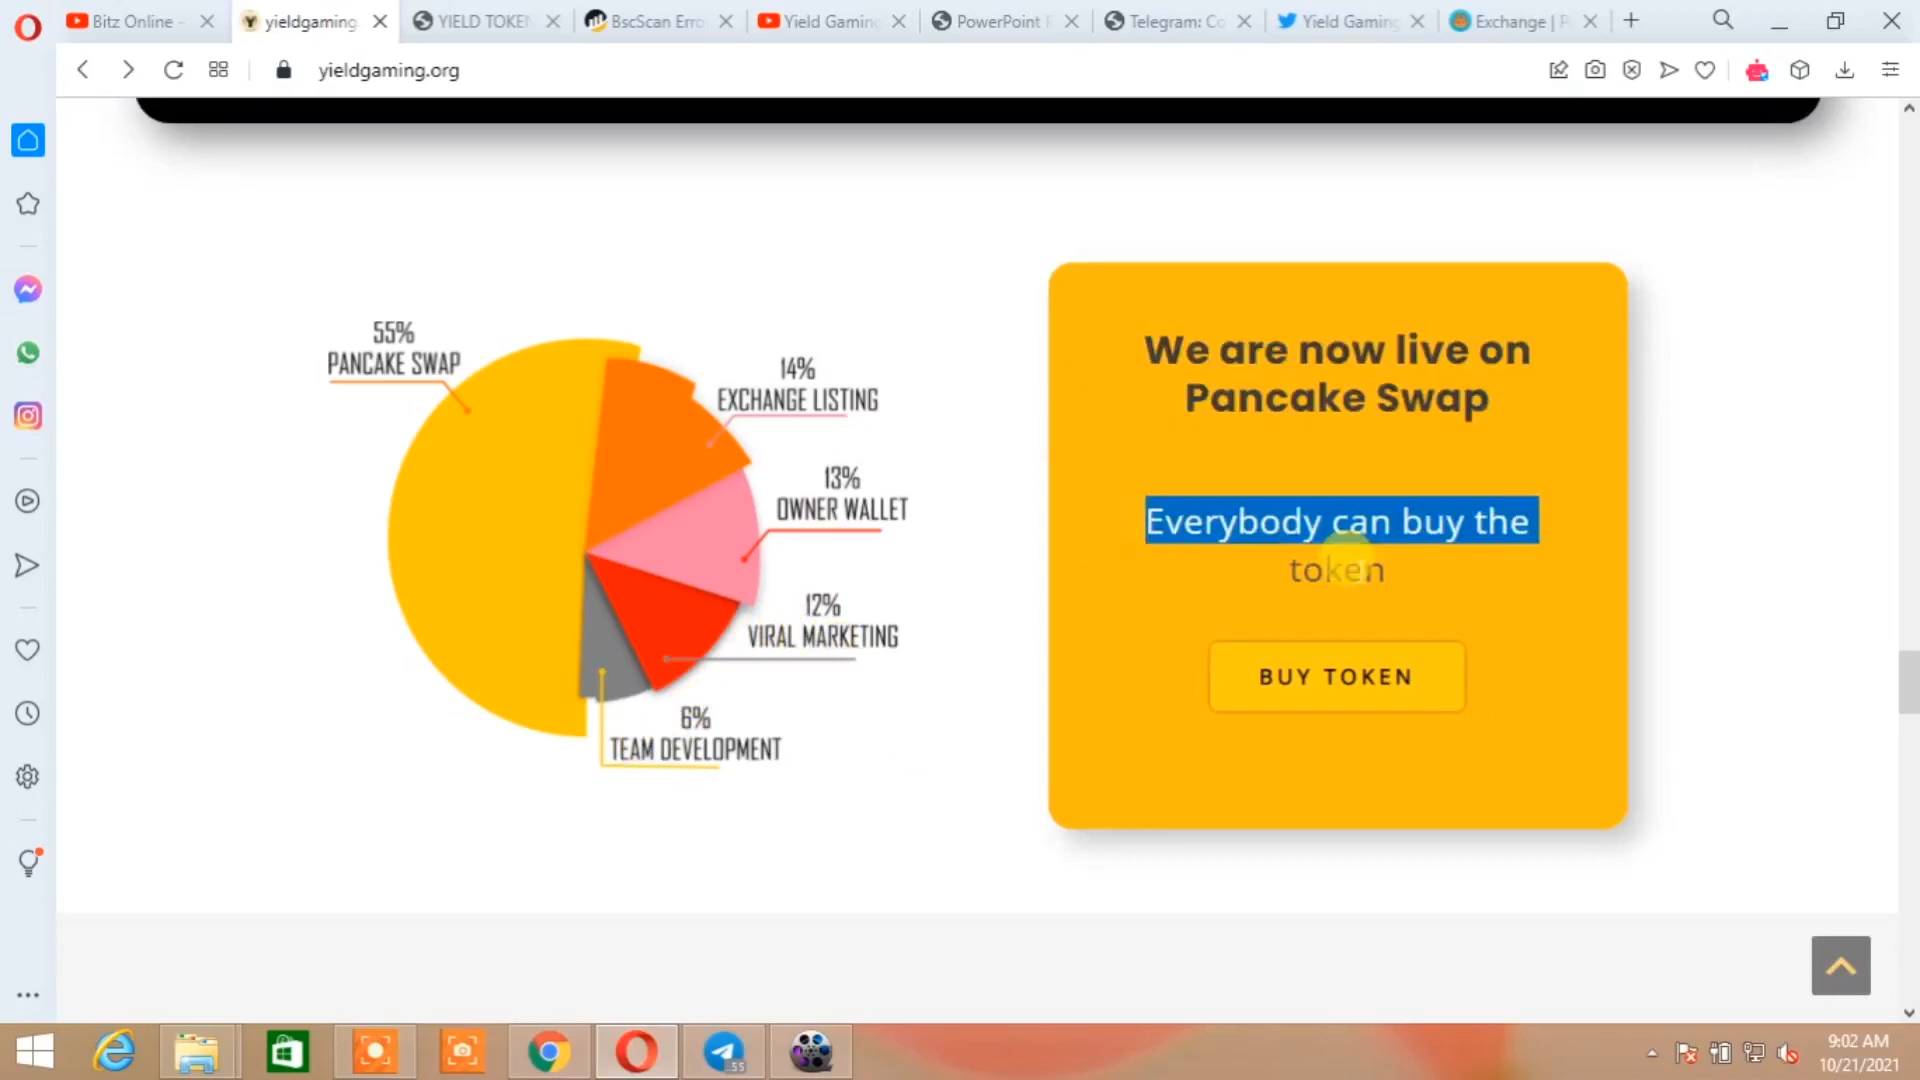 Bitz Online -
yieldgaming
YIELD TOKEN
BscScan Erro
Yield Gaming
PowerPoint P
Telegram: Co
Yield Gaming
Exchange | P
yieldgaming.org
55%
PANCAKE SWAP
14%
EXCHANGE LISTING
13%
OWNER WALLET
12%
VIRAL MARKETING
6%
TEAM DEVELOPMENT
We are now live on
Pancake Swap
Everybody can buy the
token
BUY TOKEN
55
9:02 AM
10/21/2021